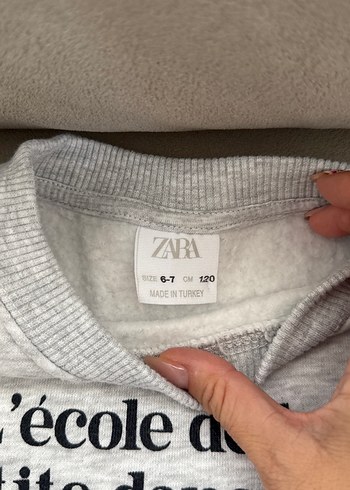 ZARA
SIZE 6-7 CM 120
MADE IN TURKEY
L'école de